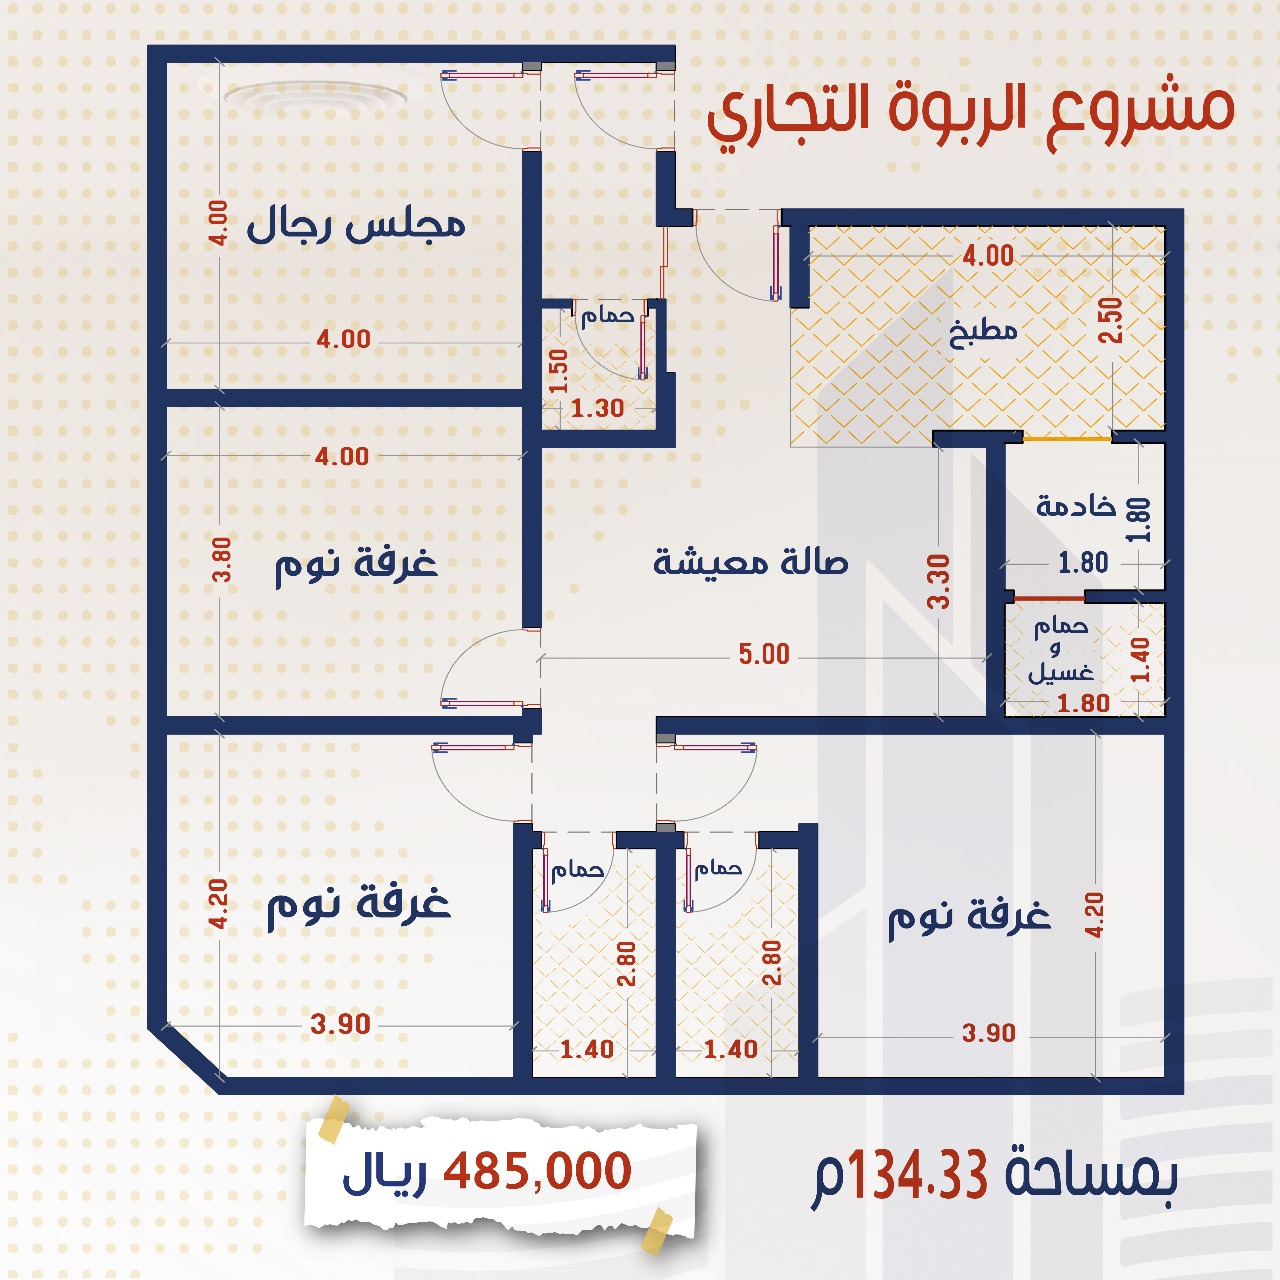 مشروع الربوة التجاري
مجلس رجال
4.00
4.00
حمام
1.50
1.30
4.00
مطبخ
2.50
4.00
3.80
غرفة نوم
صالة معيشة
3.30
5.00
خادمة
1.80
1.80
حمام
و
غسيل
1.40
1.80
غرفة نوم
4.20
3.90
حمام
2.80
1.40
حمام
2.80
1.40
غرفة نوم
4.20
3.90
485,000 ريال
بمساحة 134.33م